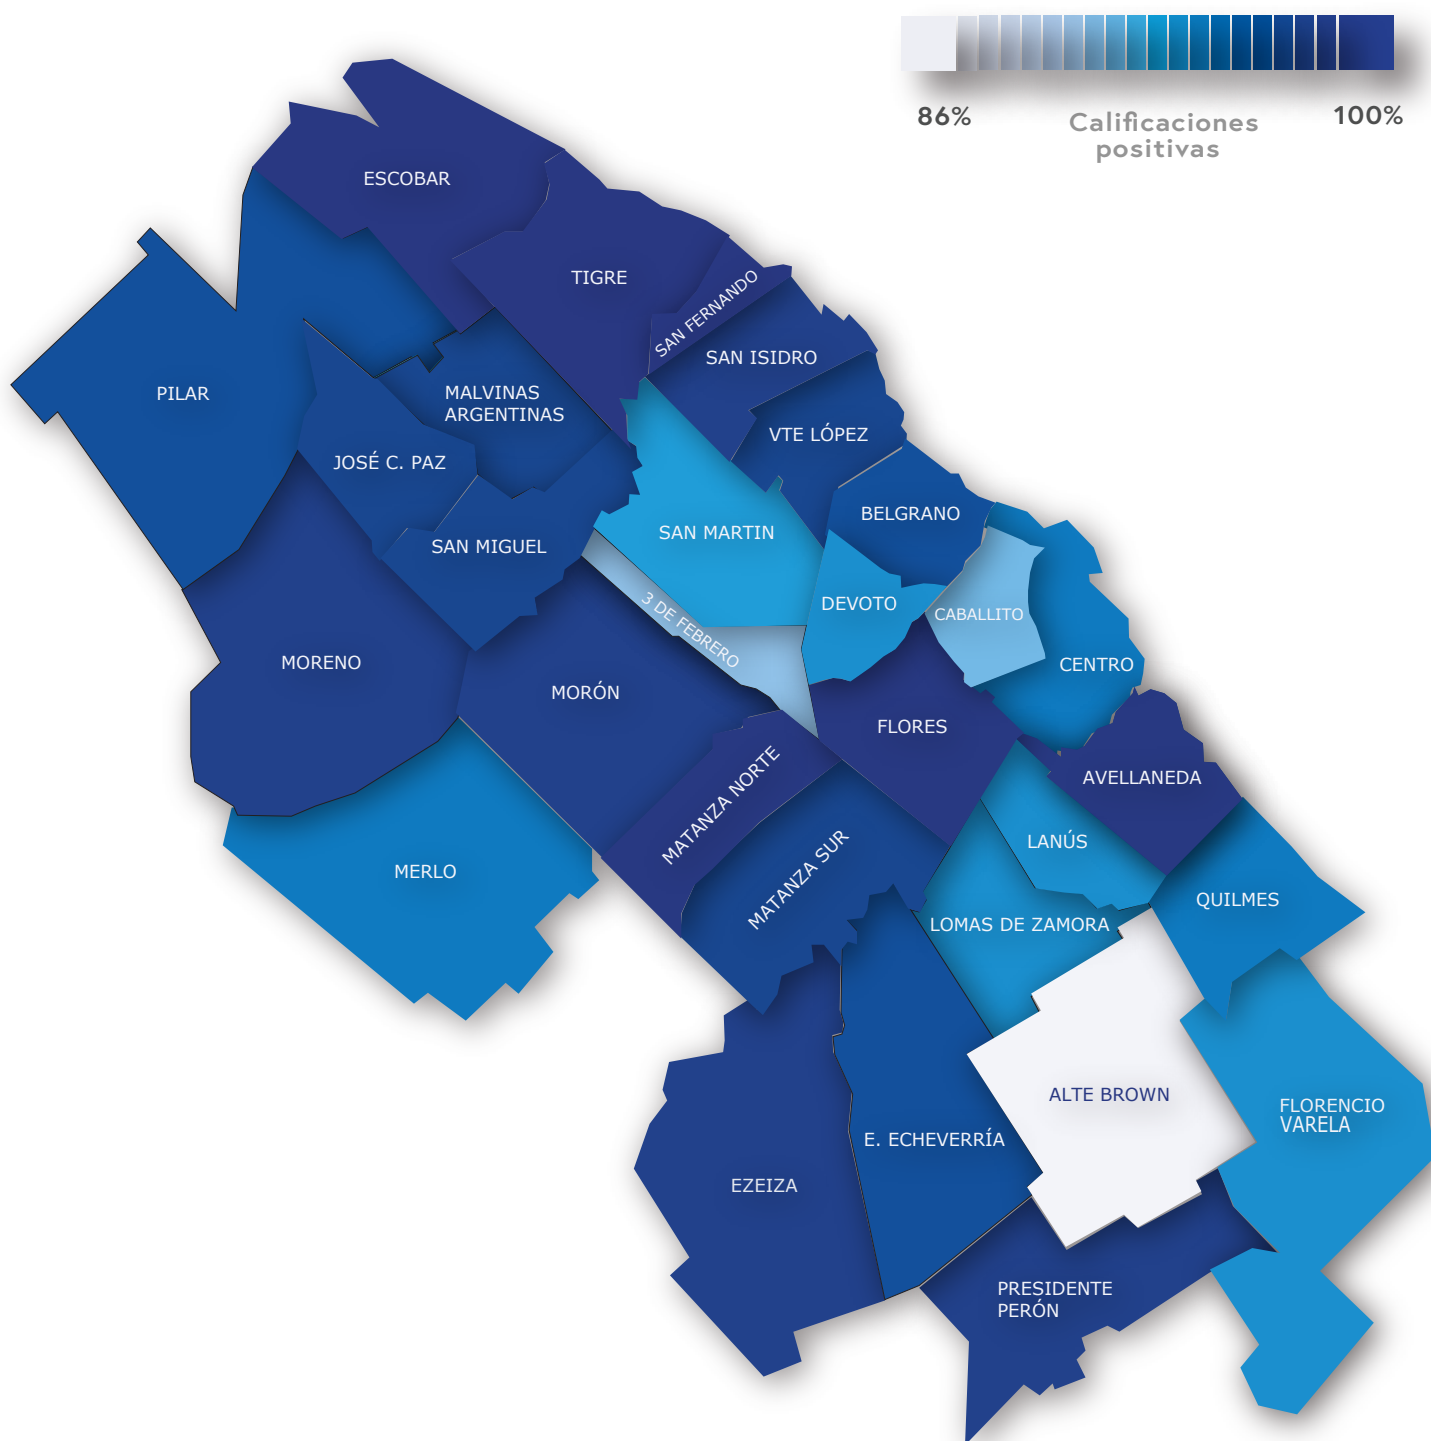 86%
100%
Calificaciones
positivas
ESCOBAR
TIGRE
SAN FERNANDO
SAN ISIDRO
PILAR
MALVINAS
ARGENTINAS
VTE LÓPEZ
JOSÉ C. PAZ
BELGRANO
SAN MARTIN
SAN MIGUEL
DEVOTO
CABALLITO
3 DE FEBRERO
MORENO
CENTRO
MORÓN
FLORES
AVELLANEDA
MATANZA NORTE
LANÚS
MERLO
MATANZA SUR
QUILMES
LOMAS DE ZAMORA
ALTE BROWN
FLORENCIO
VARELA
E. ECHEVERRÍA
EZEIZA
PRESIDENTE
PERÓN